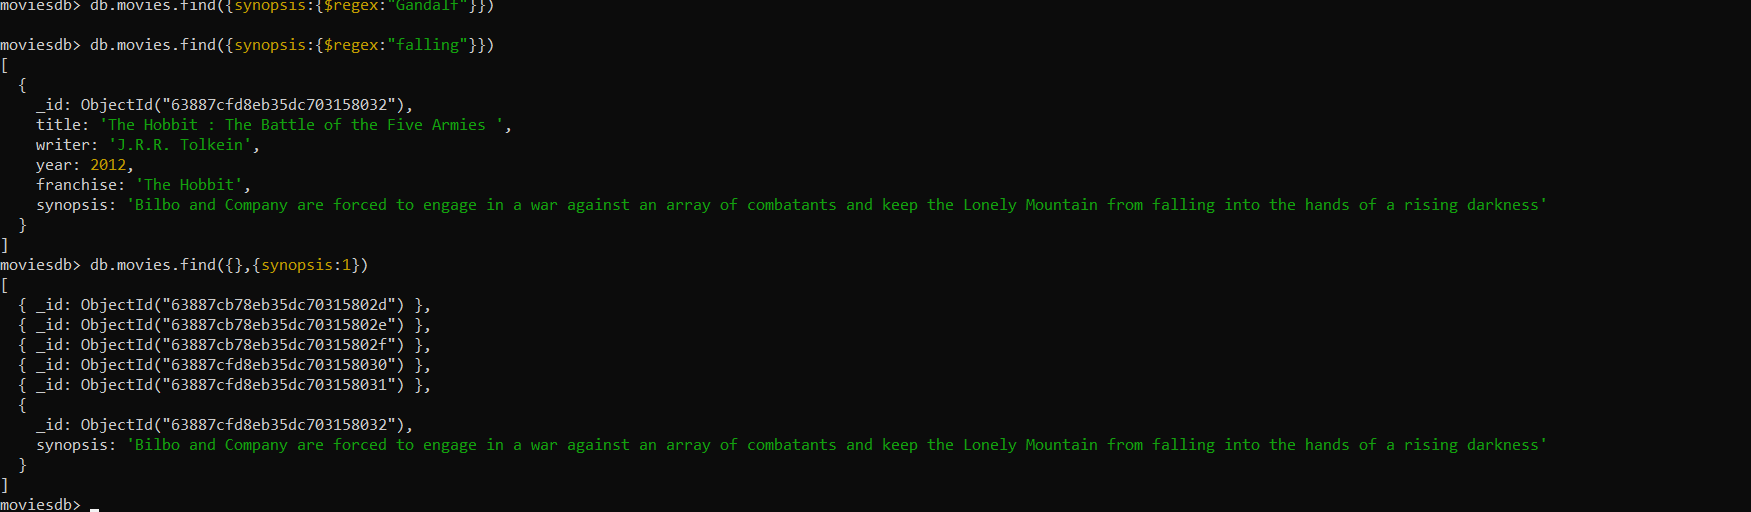 moviesdb> db.movies.find({synopsis:{$regex:"Gandalf"}})
moviesdb> db.movies.find({synopsis:{$regex:"falling"}})
[
  {
    _id: ObjectId("63887cfd8eb35dc703158032"),
    title: 'The Hobbit : The Battle of the Five Armies ',
    writer: 'J.R.R. Tolkein',
    year: 2012,
    franchise: 'The Hobbit',
    synopsis: 'Bilbo and Company are forced to engage in a war against an array of combatants and keep the Lonely Mountain from falling into the hands of a rising darkness'
  }
]
moviesdb> db.movies.find({},{synopsis:1})
[
  { _id: ObjectId("63887cb78eb35dc70315802d") },
  { _id: ObjectId("63887cb78eb35dc70315802e") },
  { _id: ObjectId("63887cb78eb35dc70315802f") },
  { _id: ObjectId("63887cfd8eb35dc703158030") },
  { _id: ObjectId("63887cfd8eb35dc703158031") },
  {
    _id: ObjectId("63887cfd8eb35dc703158032"),
    synopsis: 'Bilbo and Company are forced to engage in a war against an array of combatants and keep the Lonely Mountain from falling into the hands of a rising darkness'
  }
]
moviesdb>